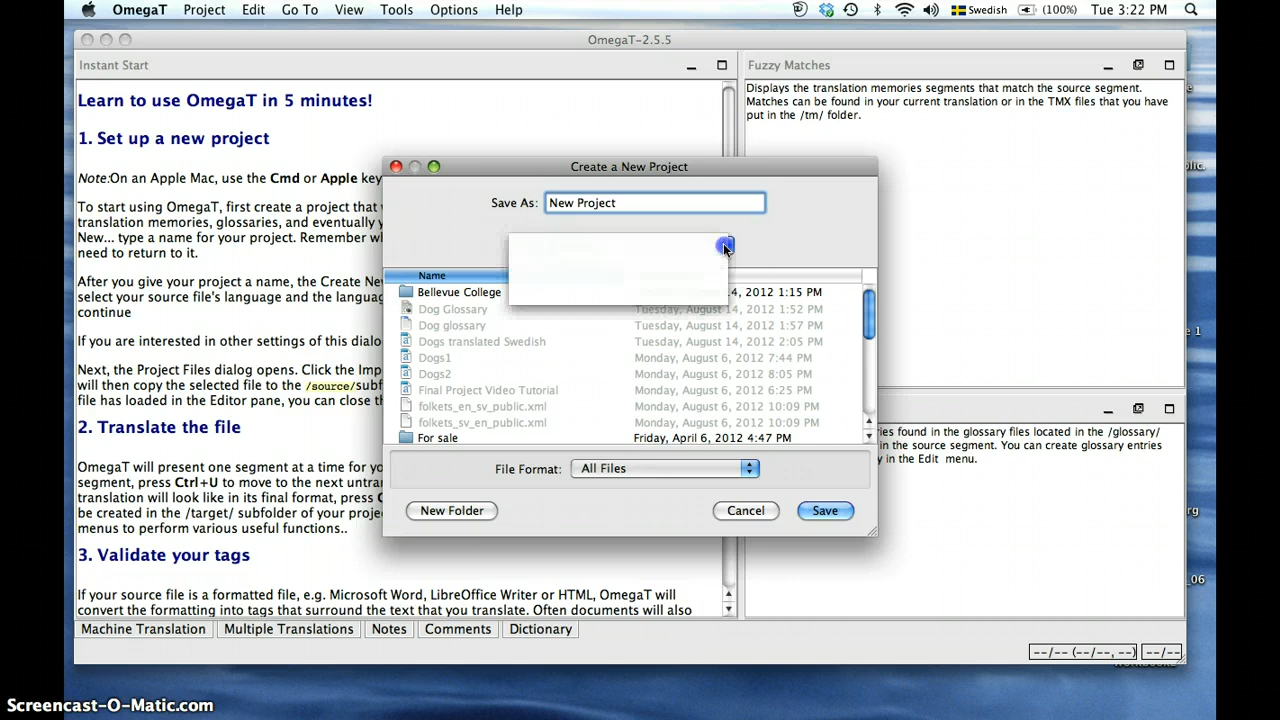 OmegaT Project Edit Go To View Tools Options Help Swedish (100%) Tue 3:22 PM
OmegaT-2.5.5
Instant Start
Learn to use OmegaT in 5 minutes!
1. Set up a new project
Note:On an Apple Mac, use the Cmd or Apple key
To start using OmegaT, first create a project that
translation memories, glossaries, and eventually
New... type a name for your project. Remember
need to return to it.
After you give your project a name, the Create
select your source file's language and the
continue
If you are interested in other settings of this
Next, the Project Files dialog opens. Click the
will then copy the selected file to the /source/
file has loaded in the Editor pane, you can close
2. Translate the file
OmegaT will present one segment at a time for
segment, press Ctrl+U to move to the next
translation will look like in its final format, press
be created in the /target/ subfolder of your
menus to perform various useful functions..
3. Validate your tags
If your source file is a formatted file, e.g. Microsoft Word, LibreOffice Writer or HTML, OmegaT will
convert the formatting into tags that surround the text that you translate. Often documents will also
Fuzzy Matches
Displays the translation memories segments that match the source segment.
Matches can be found in your current translation or in the TMX files that you have
put in the /tm/ folder.
Create a New Project
Save As: New Project
Name
Bellevue College 4, 2012 1:15 PM
Dog Glossary Tuesday, August 14, 2012 1:52 PM
Dog glossary Tuesday, August 14, 2012 1:57 PM
Dogs translated Swedish Tuesday, August 14, 2012 2:05 PM
Dogs1 Monday, August 6, 2012 7:44 PM
Dogs2 Monday, August 6, 2012 8:05 PM
Final Project Video Tutorial Monday, August 6, 2012 6:25 PM
folkets_en_sv_public.xml Monday, August 6, 2012 10:09 PM
folkets_sv_en_public.xml Monday, August 6, 2012 10:09 PM
For sale Friday, April 6, 2012 4:47 PM
File Format: All Files
New Folder Cancel Save
found in the glossary files located in the /glossary/
in the source segment. You can create glossary entries
in the Edit menu.
Machine Translation Multiple Translations Notes Comments Dictionary
--/-- (--/--, --) --/--
Screencast-O-Matic.com